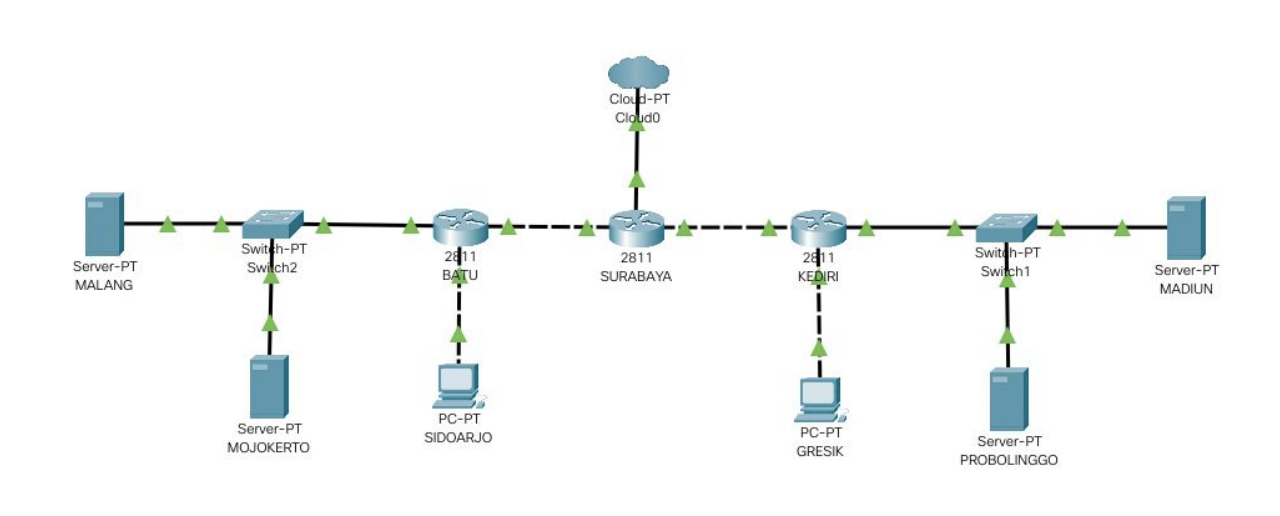 Cloud-PT
Cloud0
Server-PT
MALANG
Switch-PT
Switch2
2811
BATU
2811
SURABAYA
2811
KEDIRI
Switch-PT
Switch1
Server-PT
MADIUN
Server-PT
MOJOKERTO
PC-PT
SIDOARJO
PC-PT
GRESIK
Server-PT
PROBOLINGGO